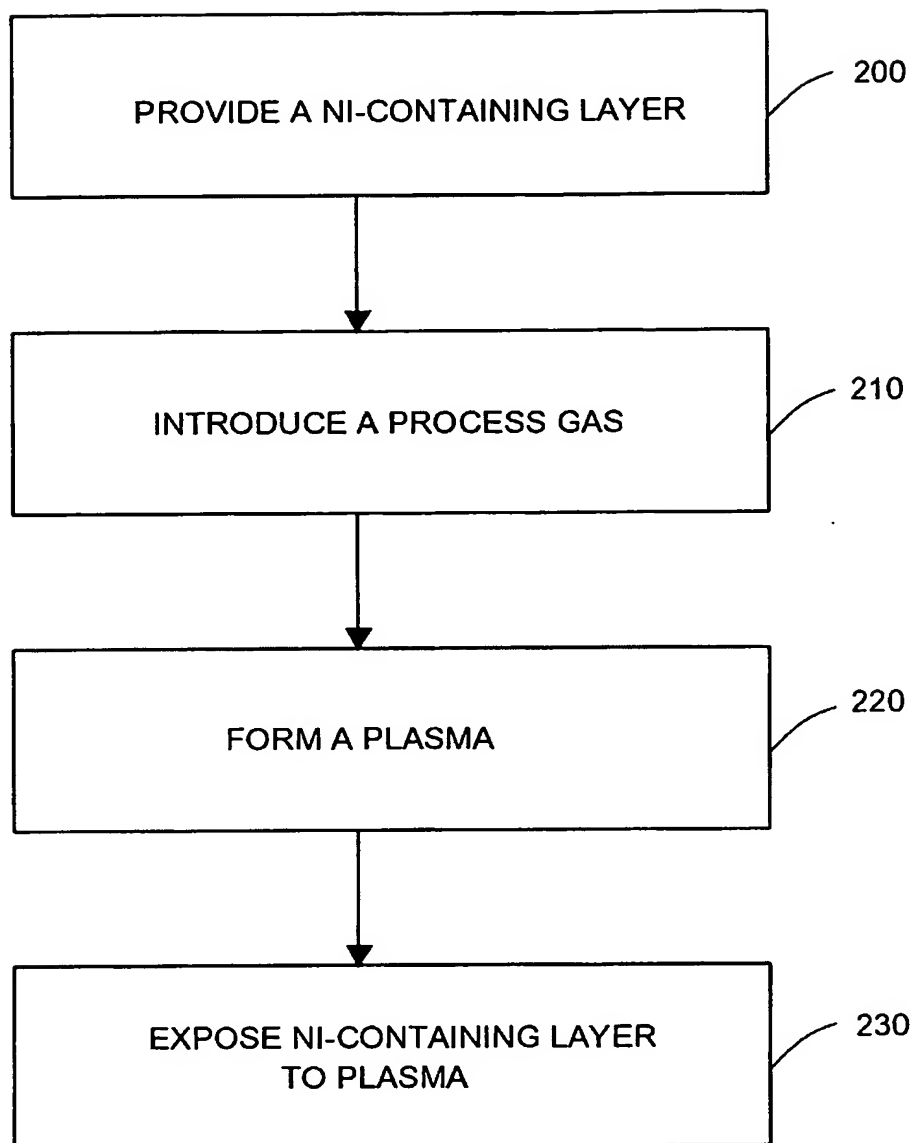 PROVIDE A NI-CONTAINING LAYER
200
INTRODUCE A PROCESS GAS
210
FORM A PLASMA
220
EXPOSE NI-CONTAINING LAYER
TO PLASMA
230